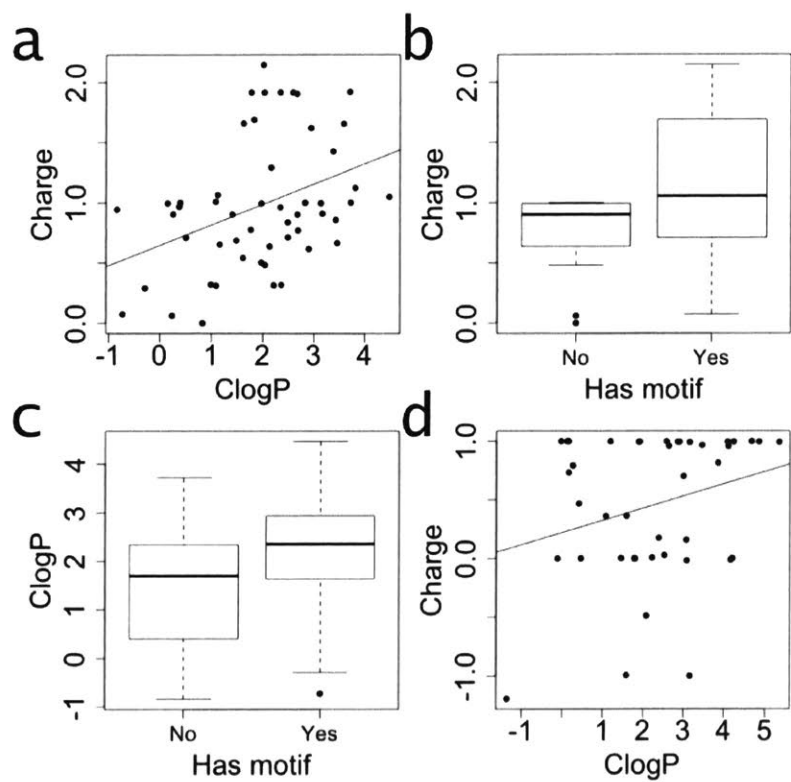 a
Charge
2.0
1.0
0.0
-1 0 1 2 3 4
ClogP
b
Charge
2.0
1.0
0.0
No Yes
Has motif
c
ClogP
4
3
2
1
0
-1
No Yes
Has motif
d
Charge
1.0
0.0
-1.0
-1 1 2 3 4 5
ClogP